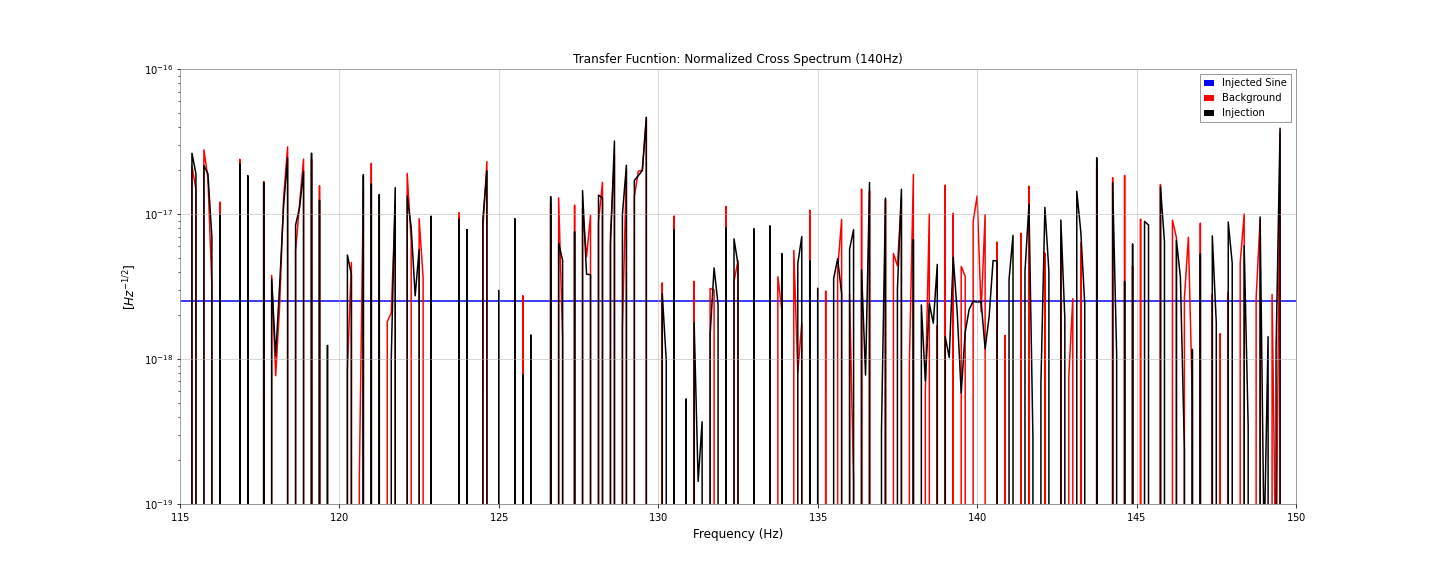 Transfer Fucntion: Normalized Cross Spectrum (140Hz)
Injected Sine
Background
Injection
[Hz^{-1/2}]
10^{-16}
10^{-17}
10^{-18}
10^{-19}
115 120 125 130 135 140 145 150
Frequency (Hz)